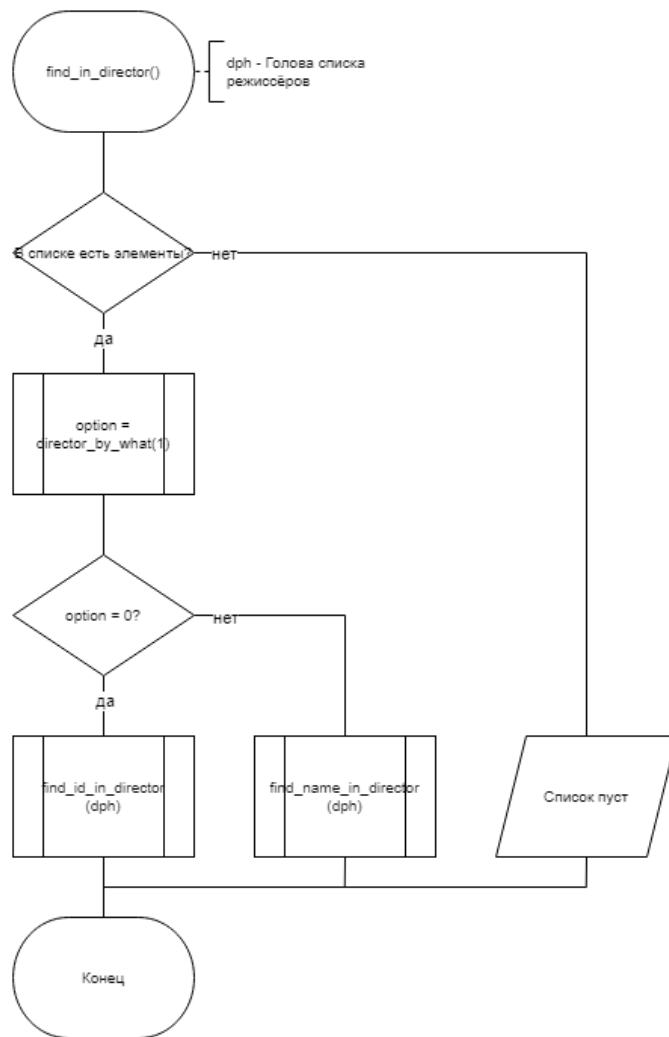 find_in_director()
dph - Голова списка
режиссёров
В списке есть элементы?
нет
да
option =
director_by_what(1)
option = 0?
нет
да
find_id_in_director
(dph)
find_name_in_director
(dph)
Список пуст
Конец